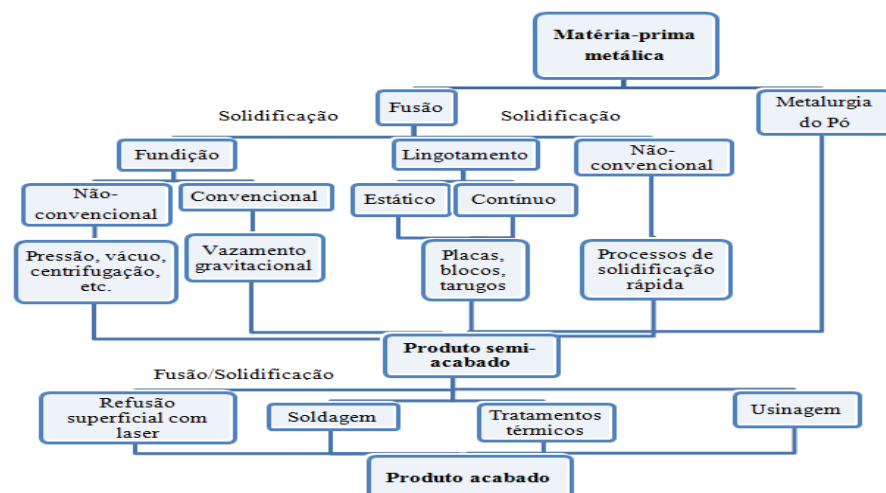 Matéria-prima
metálica
Fusão
Metalurgia
do Pó
Solidificação
Solidificação
Fundição
Lingotamento
Não-
convencional
Não-
convencional
Convencional
Estático
Contínuo
Pressão, vácuo,
centrifugação,
etc.
Vazamento
gravitacional
Placas,
blocos,
tarugos
Processos de
solidificação
rápida
Produto semi-
acabado
Fusão/Solidificação
Refusão
superficial com
laser
Soldagem
Tratamentos
térmicos
Usinagem
Produto acabado